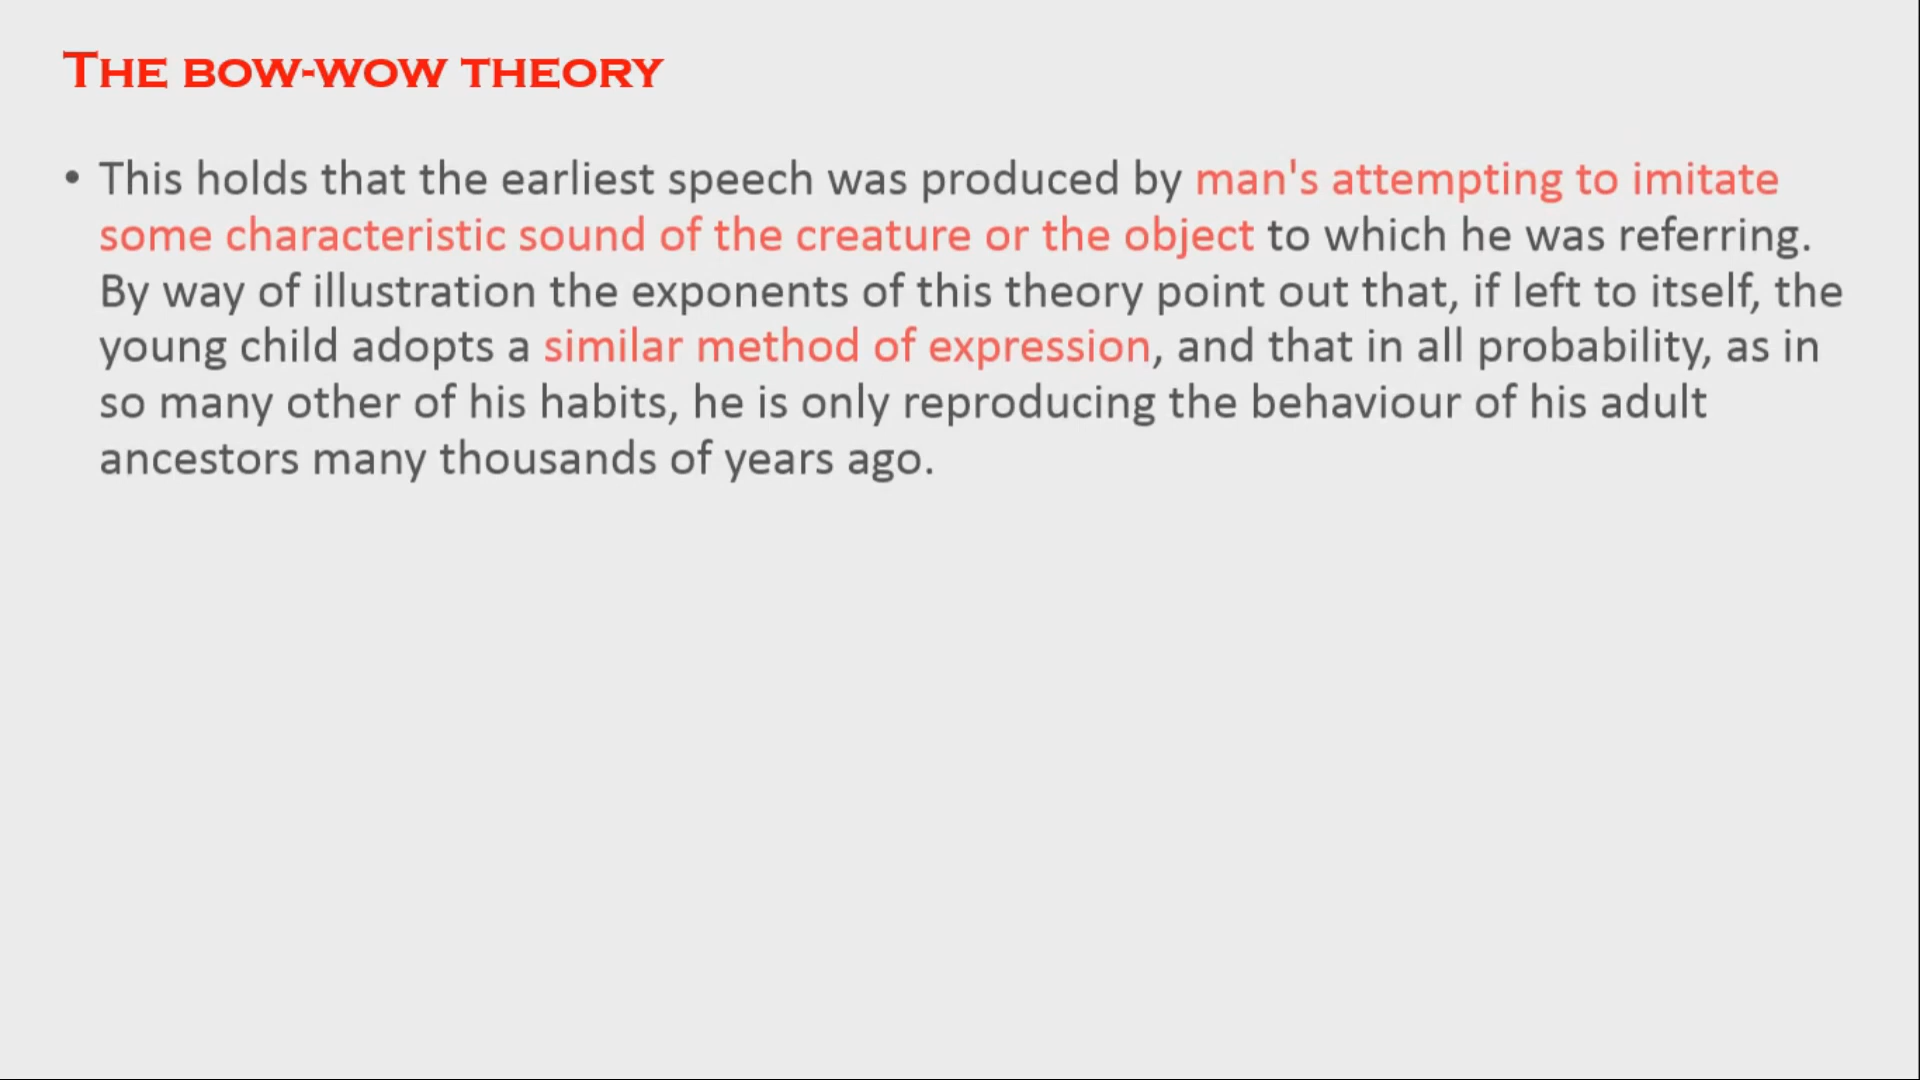 The bow-wow theory
• This holds that the earliest speech was produced by man's attempting to imitate
some characteristic sound of the creature or the object to which he was referring.
By way of illustration the exponents of this theory point out that, if left to itself, the
young child adopts a similar method of expression, and that in all probability, as in
so many other of his habits, he is only reproducing the behaviour of his adult
ancestors many thousands of years ago.